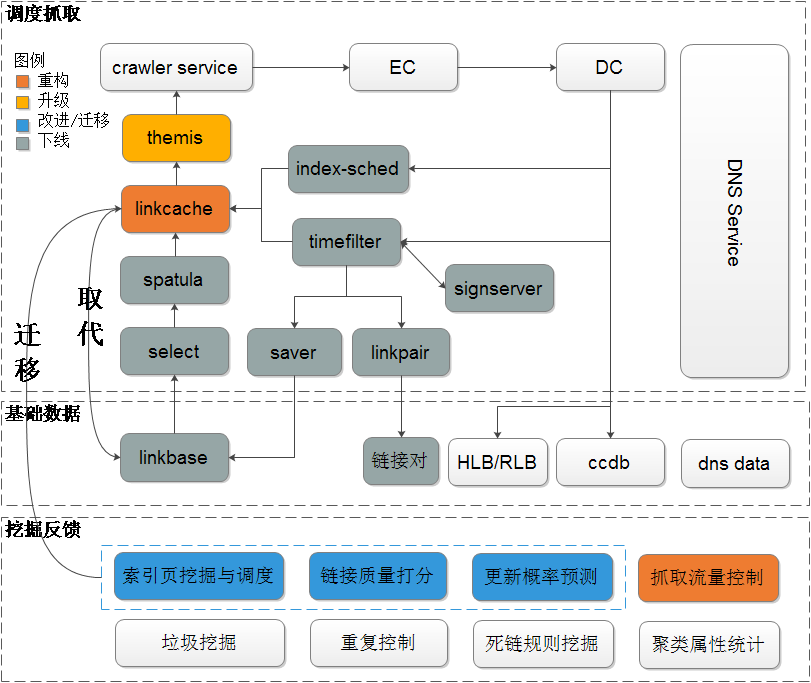 调度抓取
图例
重构
升级
改进/迁移
下线
crawler service
EC
DC
themis
index-sched
linkcache
timefilter
DNS Service
spatula
signserver
取代
迁移
select
saver
linkpair
基础数据
linkbase
链接对
HLB/RLB
ccdb
dns data
挖掘反馈
索引页挖掘与调度
链接质量打分
更新概率预测
抓取流量控制
垃圾挖掘
重复控制
死链规则挖掘
聚类属性统计